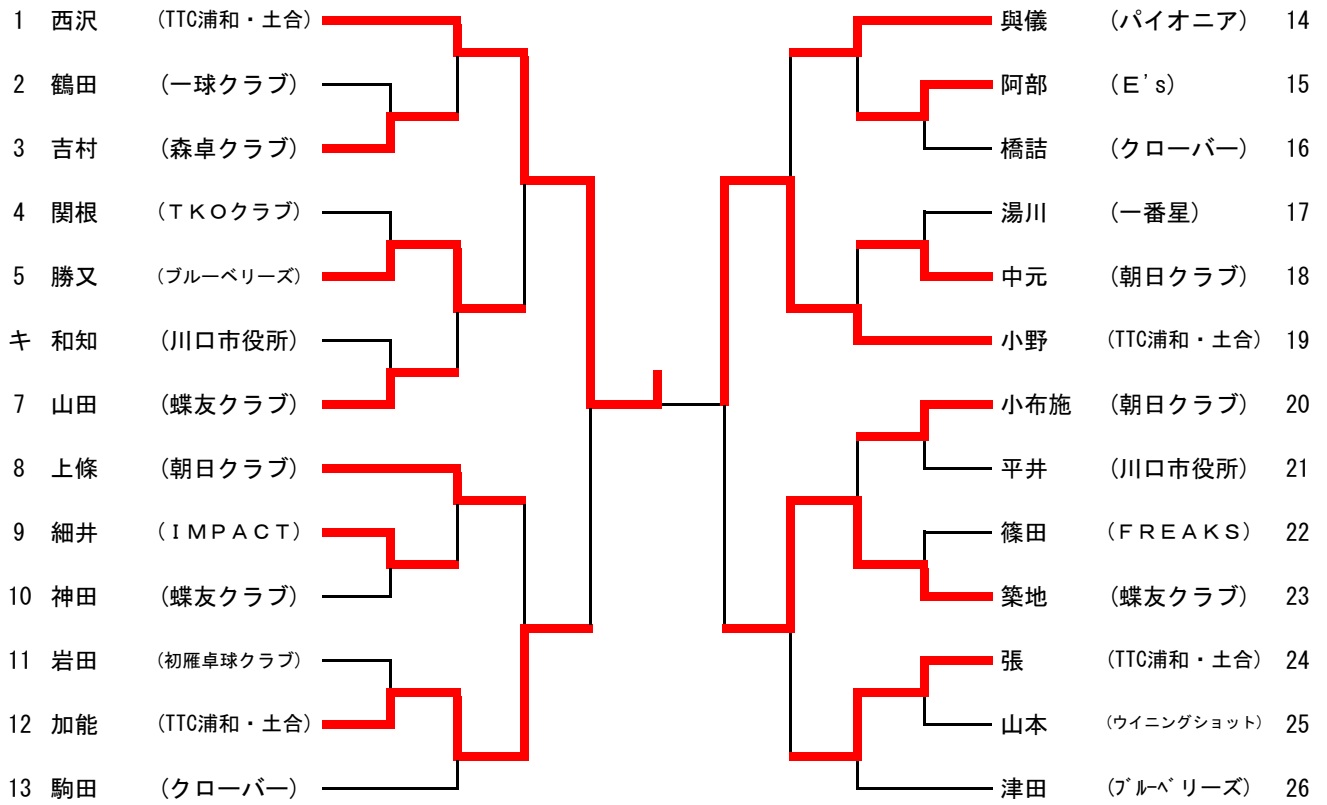 1 西沢 (TTC浦和・土合)
2 鶴田 (一球クラブ)
3 吉村 (森卓クラブ)
4 関根 (ＴＫＯクラブ)
5 勝又 (ブルーベリーズ)
キ 和知 (川口市役所)
7 山田 (蝶友クラブ)
8 上條 (朝日クラブ)
9 細井 (ＩＭＰＡＣＴ)
10 神田 (蝶友クラブ)
11 岩田 (初雁卓球クラブ)
12 加能 (TTC浦和・土合)
13 駒田 (クローバー)
與儀 (パイオニア) 14
阿部 (Ｅ's) 15
橋詰 (クローバー) 16
湯川 (一番星) 17
中元 (朝日クラブ) 18
小野 (TTC浦和・土合) 19
小布施 (朝日クラブ) 20
平井 (川口市役所) 21
篠田 (ＦＲＥＡＫＳ) 22
築地 (蝶友クラブ) 23
張 (TTC浦和・土合) 24
山本 (ウイニングショット) 25
津田 (ﾌﾞﾙｰﾍﾞリーズ) 26